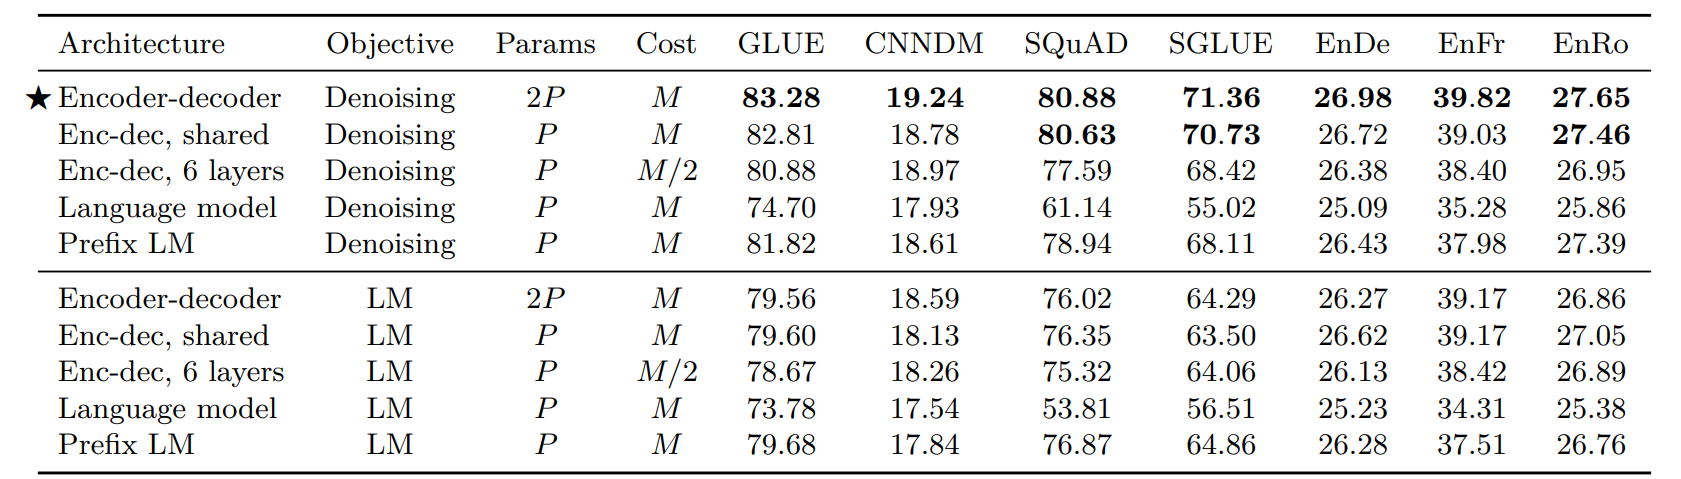 Architecture Objective Params Cost GLUE CNNDM SQuAD SGLUE EnDe EnFr EnRo
★ Encoder-decoder Denoising 2P M 83.28 19.24 80.88 71.36 26.98 39.82 27.65
Enc-dec, shared Denoising P M 82.81 18.78 80.63 70.73 26.72 39.03 27.46
Enc-dec, 6 layers Denoising P M/2 80.88 18.97 77.59 68.42 26.38 38.40 26.95
Language model Denoising P M 74.70 17.93 61.14 55.02 25.09 35.28 25.86
Prefix LM Denoising P M 81.82 18.61 78.94 68.11 26.43 37.98 27.39
Encoder-decoder LM 2P M 79.56 18.59 76.02 64.29 26.27 39.17 26.86
Enc-dec, shared LM P M 79.60 18.13 76.35 63.50 26.62 39.17 27.05
Enc-dec, 6 layers LM P M/2 78.67 18.26 75.32 64.06 26.13 38.42 26.89
Language model LM P M 73.78 17.54 53.81 56.51 25.23 34.31 25.38
Prefix LM LM P M 79.68 17.84 76.87 64.86 26.28 37.51 26.76